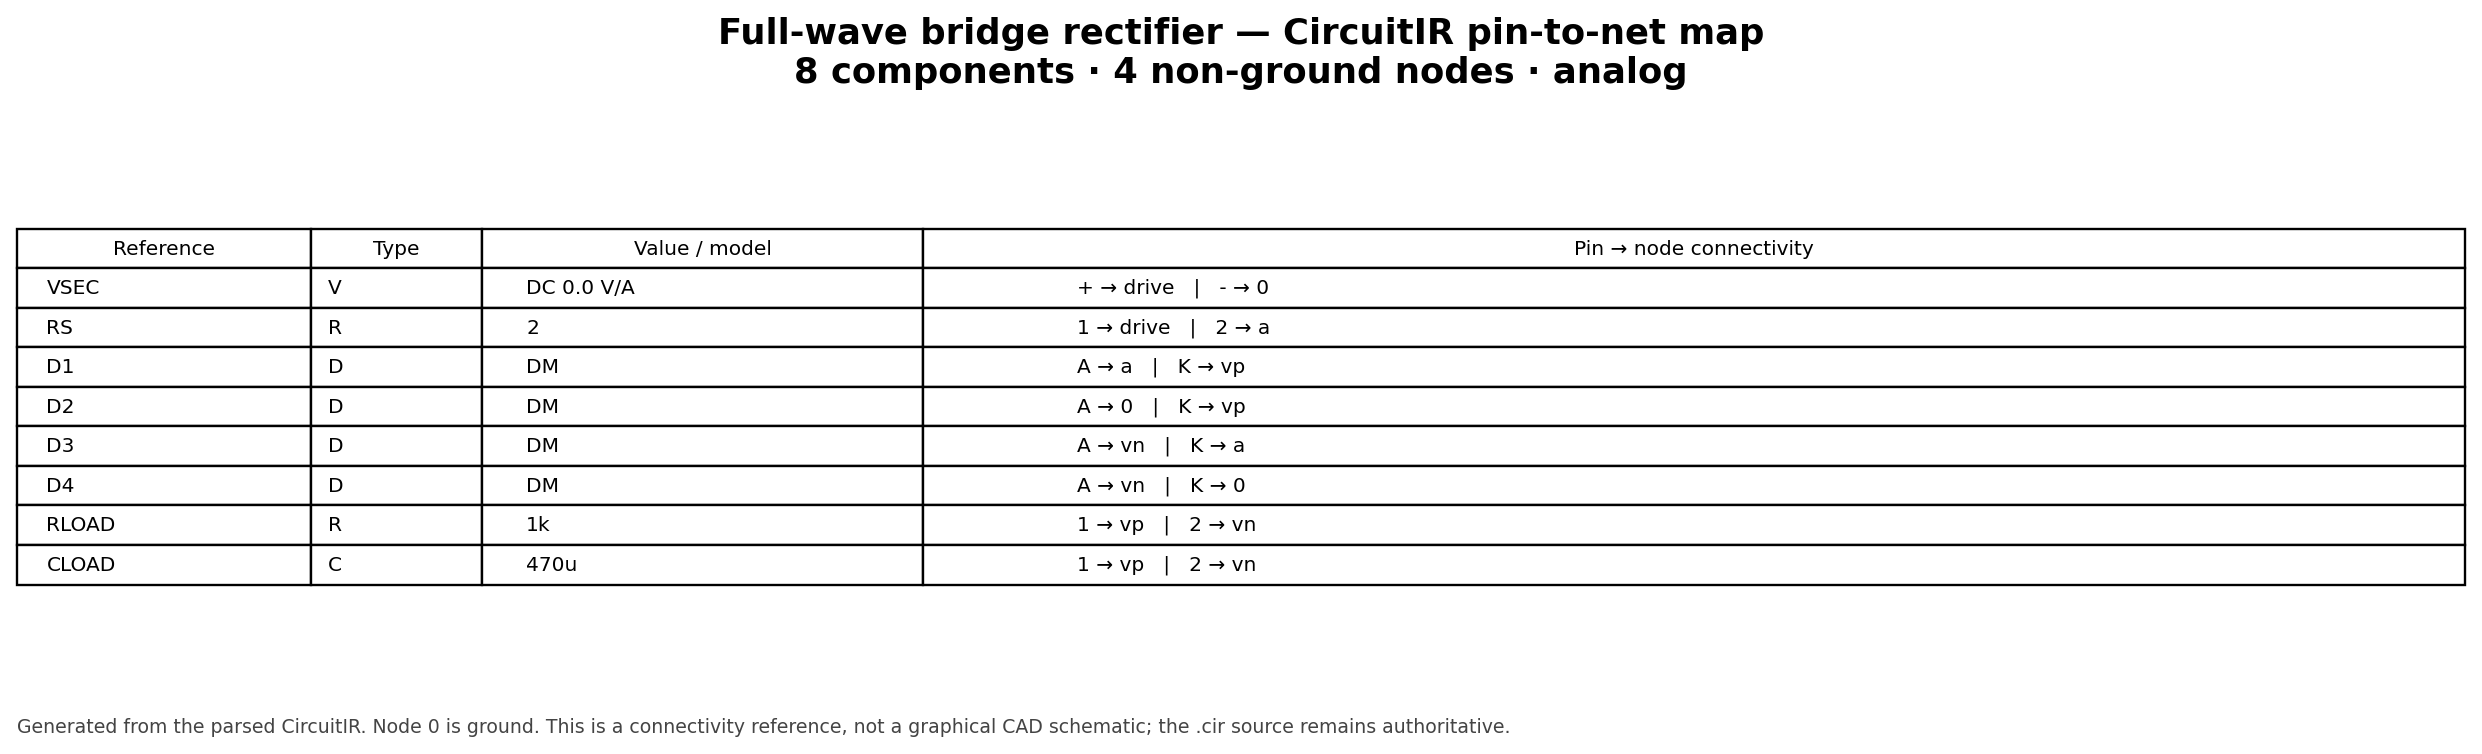 Full-wave bridge rectifier — CircuitIR pin-to-net map
8 components · 4 non-ground nodes · analog
Reference Type Value / model Pin → node connectivity
VSEC V DC 0.0 V/A + → drive | - → 0
RS R 2 1 → drive | 2 → a
D1 D DM A → a | K → vp
D2 D DM A → 0 | K → vp
D3 D DM A → vn | K → a
D4 D DM A → vn | K → 0
RLOAD R 1k 1 → vp | 2 → vn
CLOAD C 470u 1 → vp | 2 → vn
Generated from the parsed CircuitIR. Node 0 is ground. This is a connectivity reference, not a graphical CAD schematic; the .cir source remains authoritative.